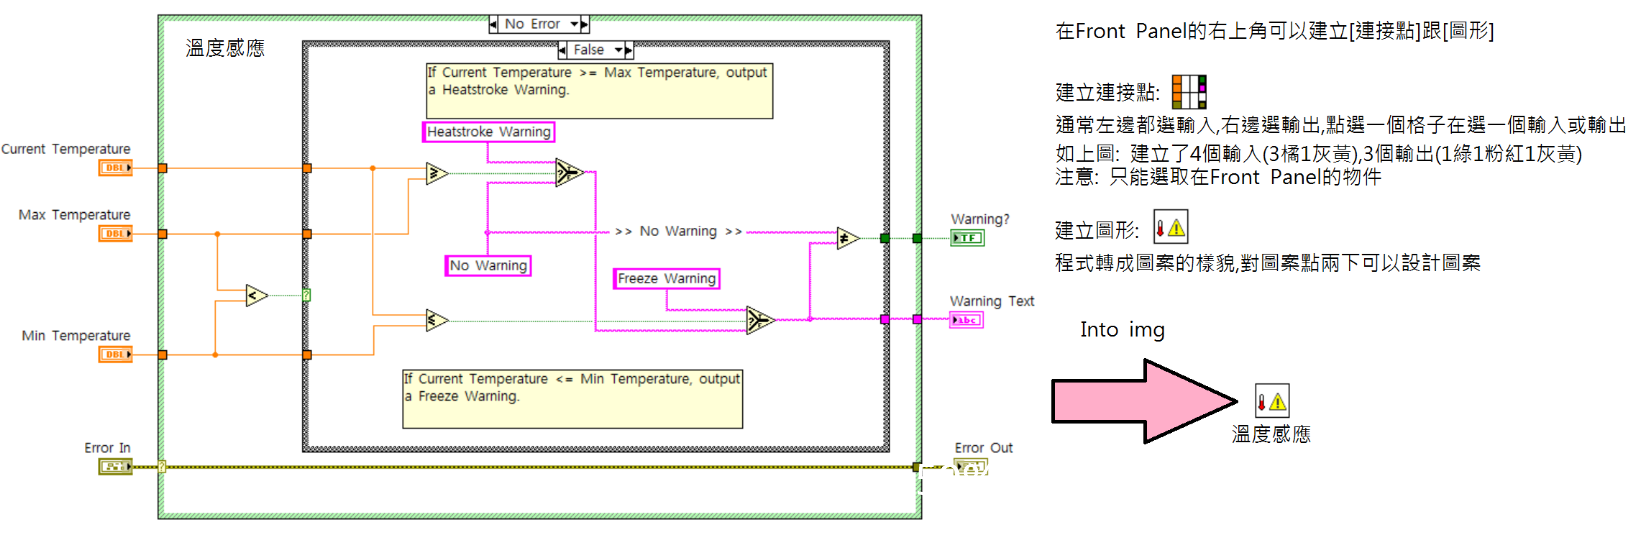 No Error
溫度感應
False
If Current Temperature >= Max Temperature, output
a Heatstroke Warning.
Heatstroke Warning
Current Temperature
DBL
Max Temperature
DBL
>> No Warning >>
No Warning
Freeze Warning
Warning?
TF
Warning Text
abc
Min Temperature
DBL
If Current Temperature <= Min Temperature, output
a Freeze Warning.
Error In
Error Out
在Front Panel的右上角可以建立[連接點]跟[圖形]
建立連接點:
通常左邊都選輸入,右邊選輸出,點選一個格子在選一個輸入或輸出
如上圖: 建立了4個輸入(3橘1灰黃),3個輸出(1綠1粉紅1灰黃)
注意: 只能選取在Front Panel的物件
建立圖形:
程式轉成圖案的樣貌,對圖案點兩下可以設計圖案
Into img
溫度感應